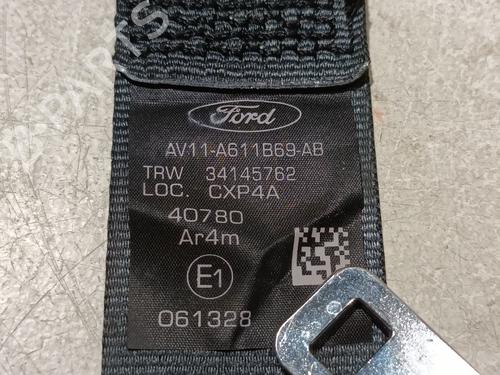 Ford
AV11-A611B69-AB
TRW 34145762
LOC. CXP4A
40780
Ar4m
E1
061328